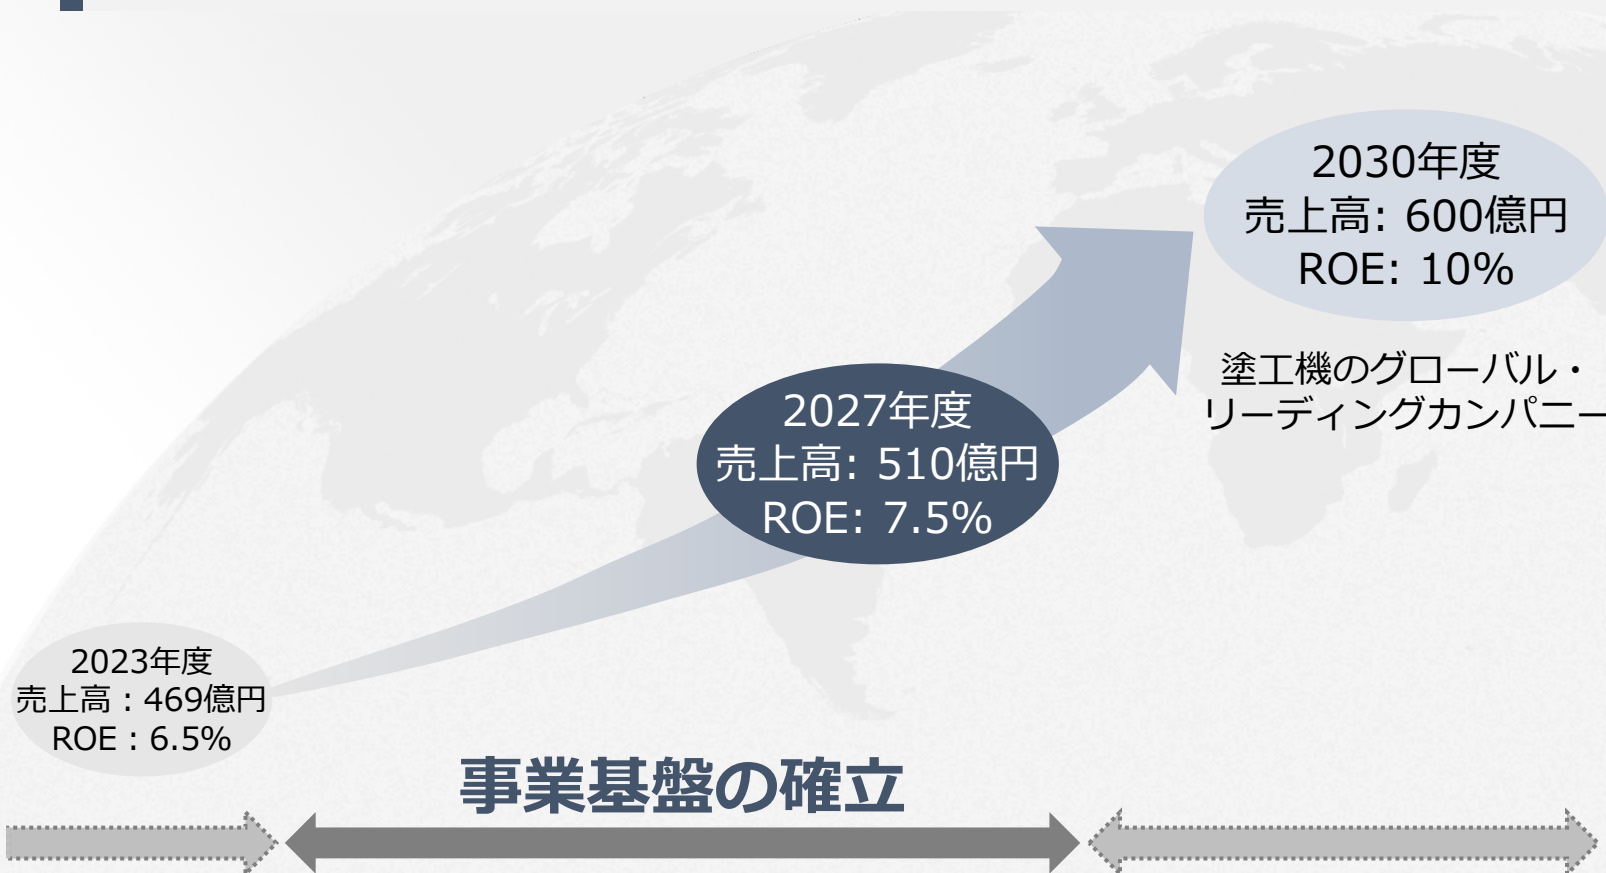 2030年度
売上高: 600億円
ROE: 10%
塗工機のグローバル・
リーディングカンパニー
2027年度
売上高: 510億円
ROE: 7.5%
2023年度
売上高：469億円
ROE：6.5%
事業基盤の確立